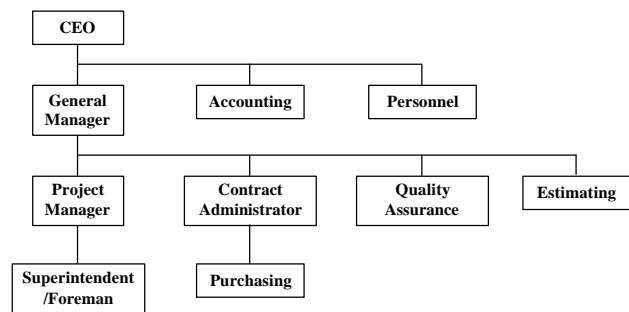 CEO
General
Manager
Accounting
Personnel
Project
Manager
Contract
Administrator
Quality
Assurance
Estimating
Superintendent
/Foreman
Purchasing